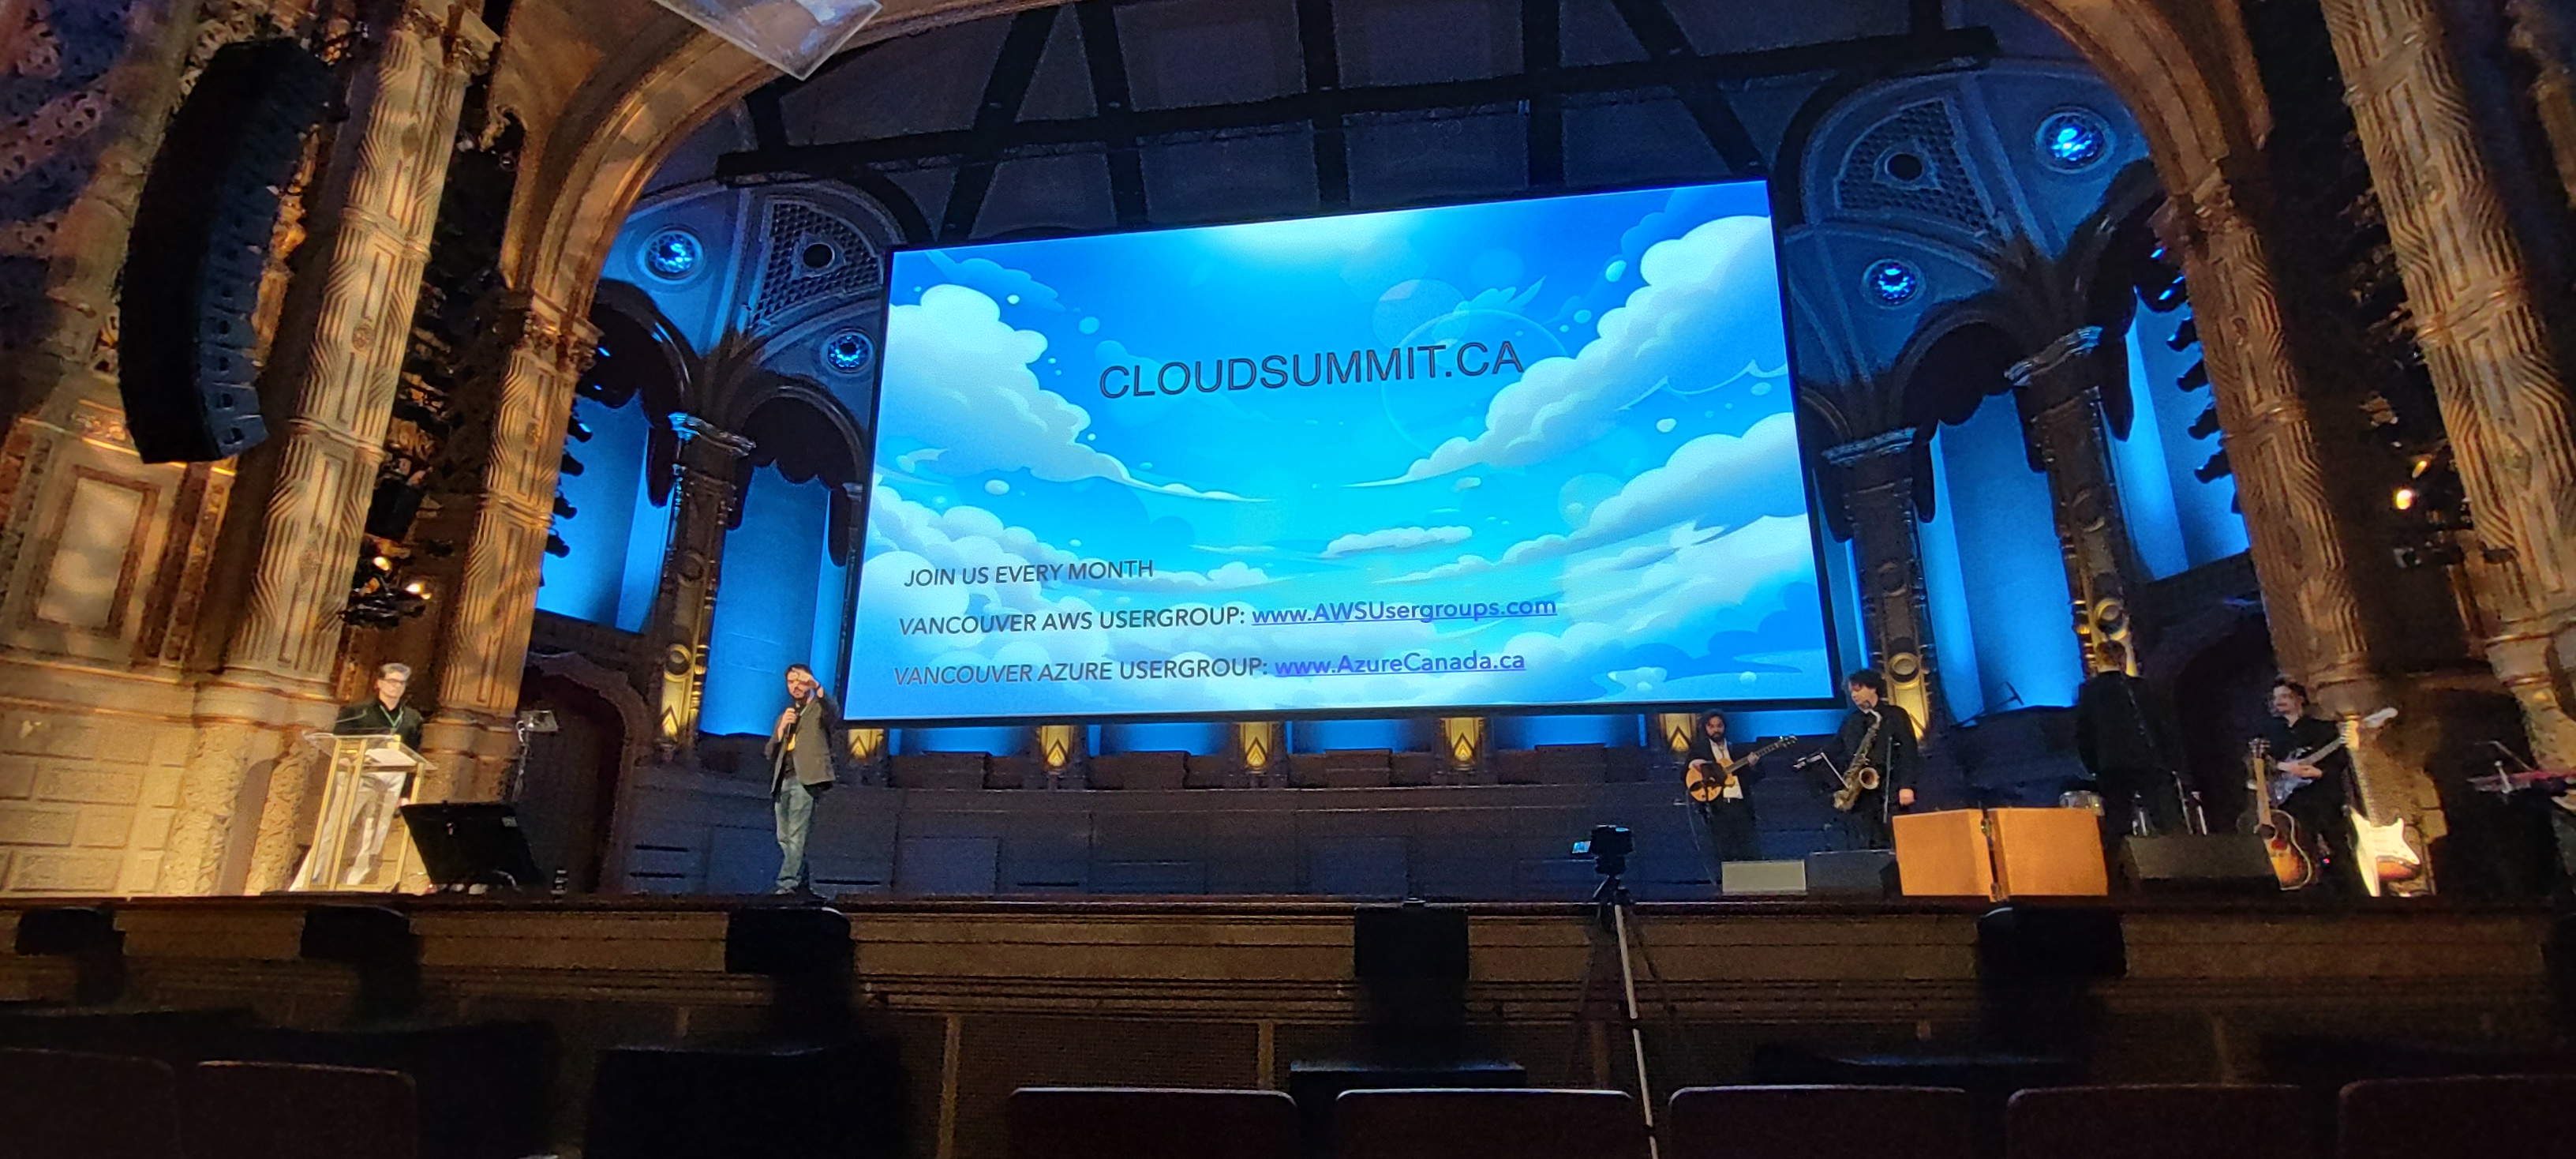 CLOUDSUMMIT.CA
JOIN US EVERY MONTH
VANCOUVER AWS USERGROUP: www.AWSUsergroups.com
VANCOUVER AZURE USERGROUP: www.AzureCanada.ca